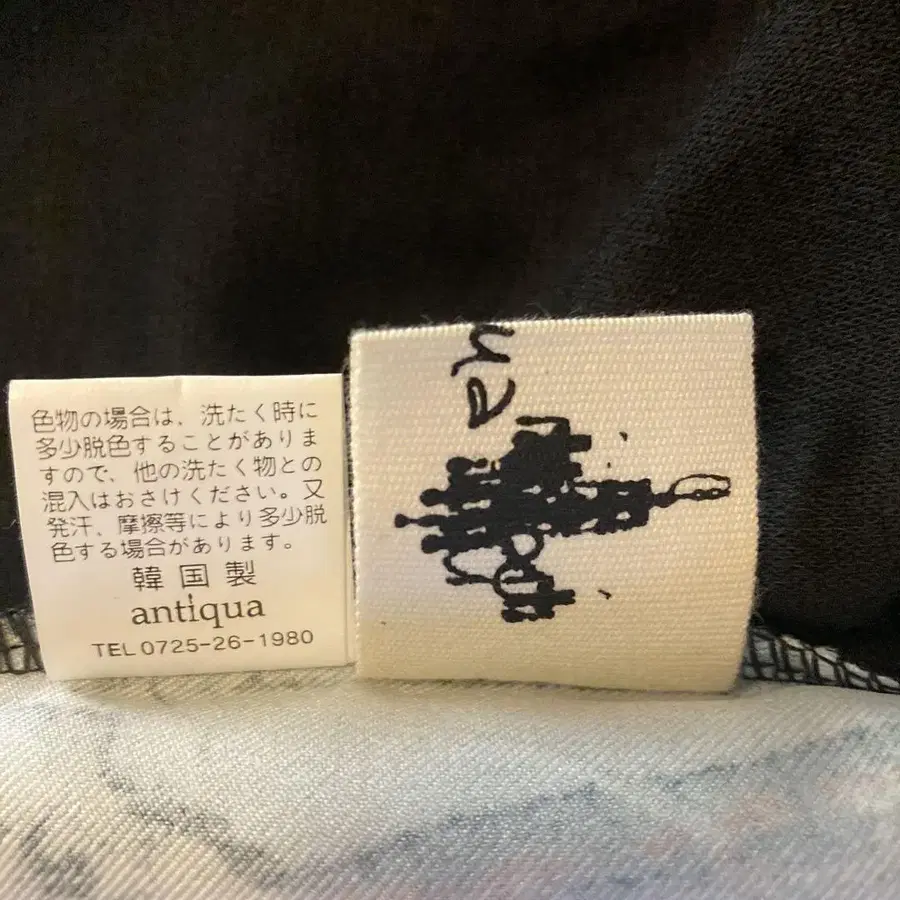 色物の場合は、洗たく時に
多少脱色することがありま
すので、他の洗たく物との
混入はおさけください。又
発汗、摩擦等により多少脱
色する場合があります。
韓国製
antiqua
TEL 0725-26-1980
ua